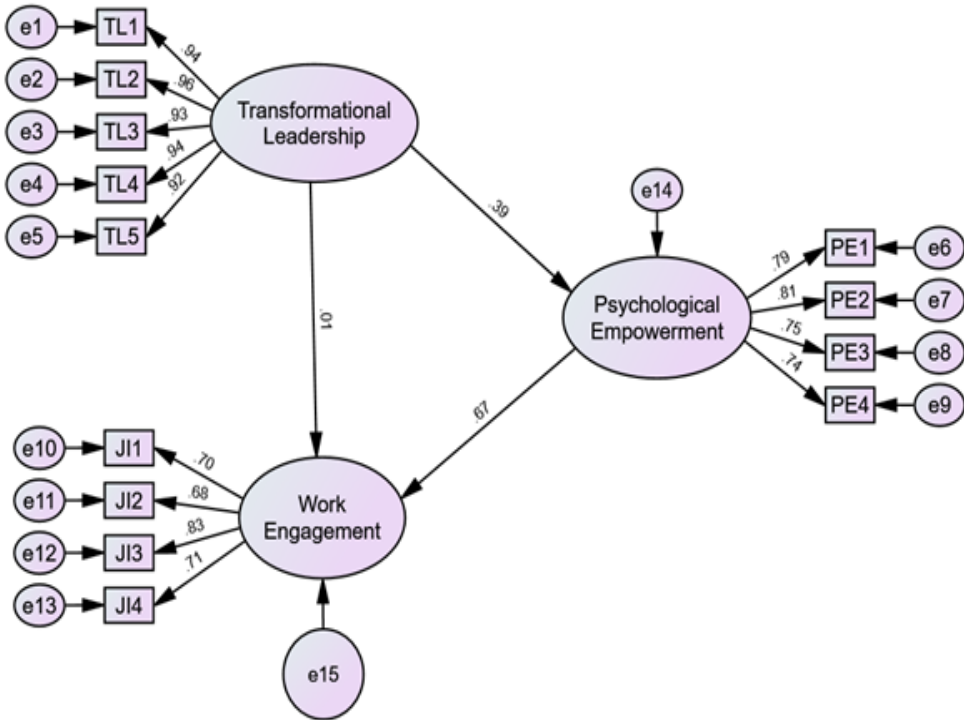 e1
TL1
.94
e2
TL2
.96
e3
TL3
.93
e4
TL4
.94
e5
TL5
.92
Transformational
Leadership
.39
.01
e14
Psychological
Empowerment
.79
PE1
e6
.81
PE2
e7
.75
PE3
e8
.74
PE4
e9
.67
e10
JI1
.70
e11
JI2
.68
e12
JI3
.83
e13
JI4
.71
Work
Engagement
e15